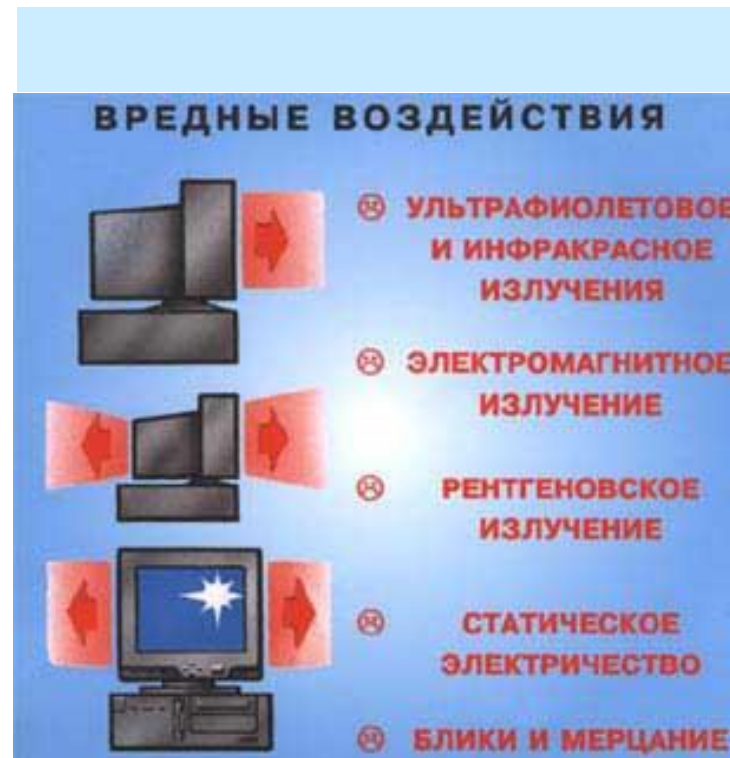 ВРЕДНЫЕ ВОЗДЕЙСТВИЯ
УЛЬТРАФИОЛЕТОВОЕ
И ИНФРАКРАСНОЕ
ИЗЛУЧЕНИЯ
ЭЛЕКТРОМАГНИТНОЕ
ИЗЛУЧЕНИЕ
РЕНТГЕНОВСКОЕ
ИЗЛУЧЕНИЕ
СТАТИЧЕСКОЕ
ЭЛЕКТРИЧЕСТВО
БЛИКИ И МЕРЦАНИЕ